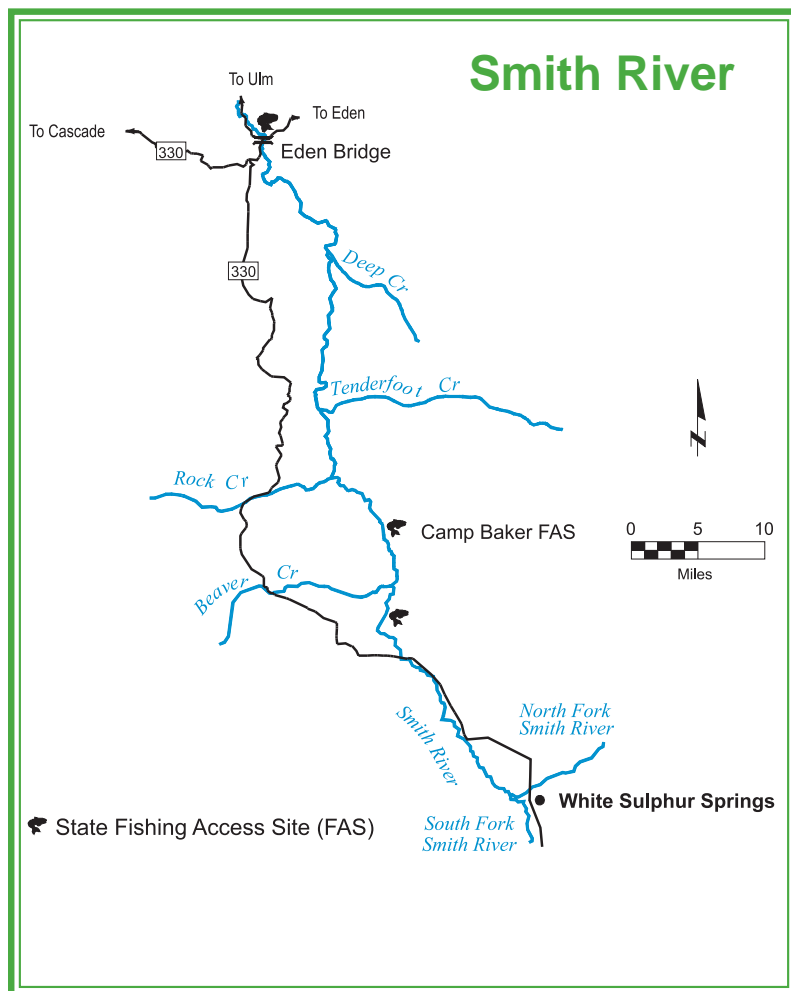 Smith River
To Ulm
To Eden
To Cascade
330
Eden Bridge
330
Deep Cr
Tenderfoot Cr
Rock Cr
Camp Baker FAS
0 5 10
Miles
Beaver Cr
N
Smith River
North Fork
Smith River
White Sulphur Springs
South Fork
Smith River
State Fishing Access Site (FAS)